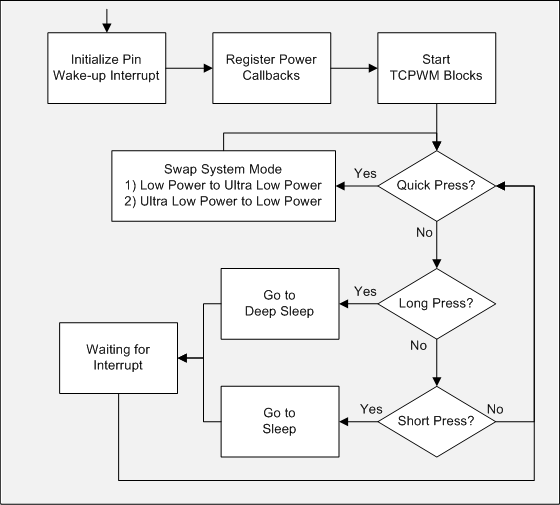 Initialize Pin
Wake-up Interrupt
Register Power
Callbacks
Start
TCPWM Blocks
Swap System Mode
1) Low Power to Ultra Low Power
2) Ultra Low Power to Low Power
Yes
Quick Press?
No
Go to
Deep Sleep
Yes
Long Press?
No
Waiting for
Interrupt
Go to
Sleep
Yes
Short Press?
No